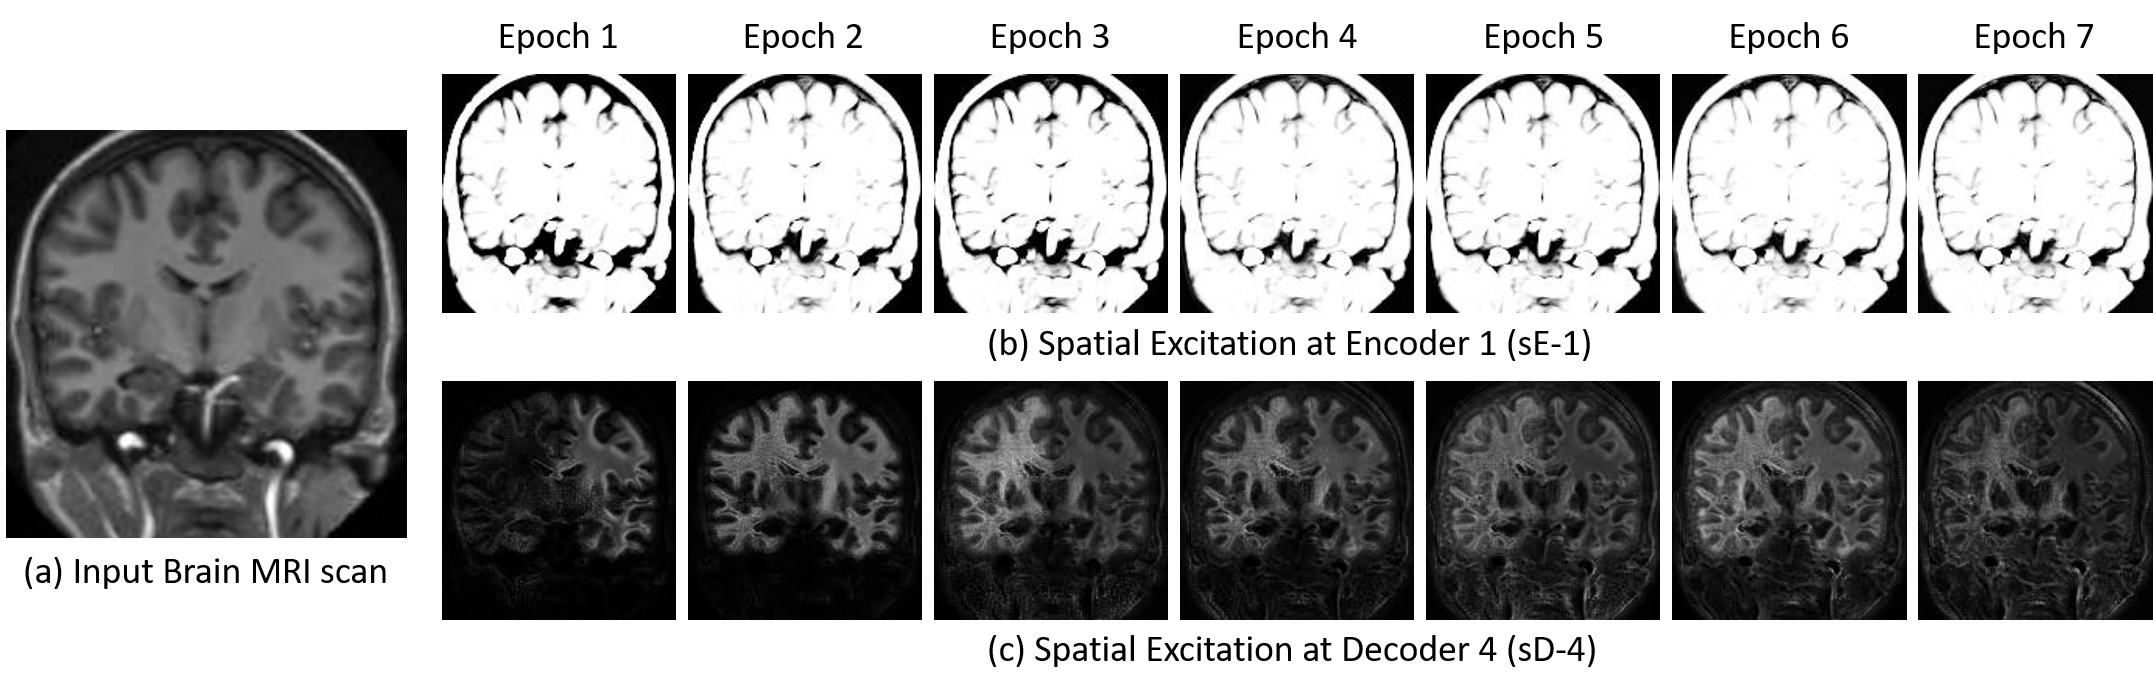 Epoch 1 Epoch 2 Epoch 3 Epoch 4 Epoch 5 Epoch 6 Epoch 7
(a) Input Brain MRI scan
(b) Spatial Excitation at Encoder 1 (sE-1)
(c) Spatial Excitation at Decoder 4 (sD-4)